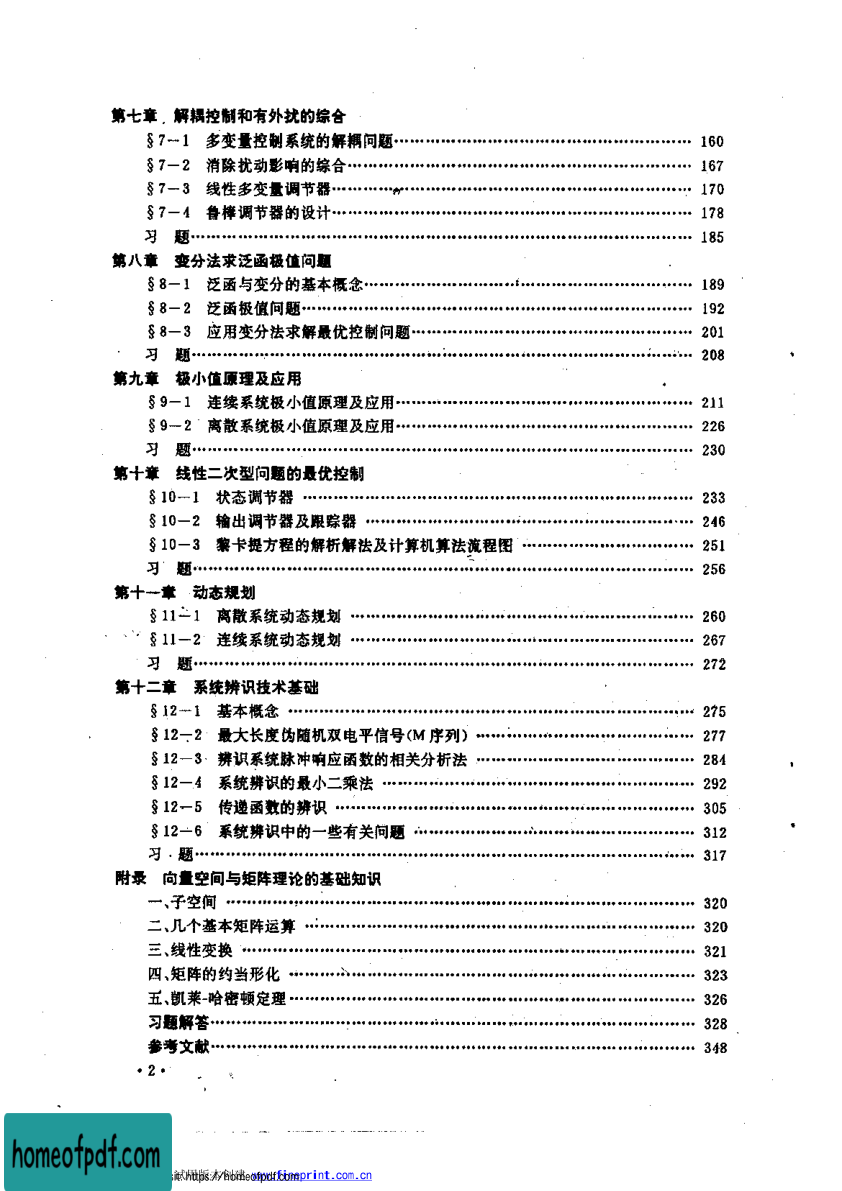 第七章 解耦控制和有外扰的综合
§7－1 多变量控制系统的解耦问题…… 160
§7－2 消除扰动影响的综合…… 167
§7－3 线性多变量调节器…… 170
§7－4 鲁棒调节器的设计…… 178
习 题…… 185
第八章 变分法求泛函极值问题
§8－1 泛函与变分的基本概念…… 189
§8－2 泛函极值问题…… 192
§8－3 应用变分法求解最优控制问题…… 201
习 题…… 208
第九章 极小值原理及应用
§9－1 连续系统极小值原理及应用…… 211
§9－2 离散系统极小值原理及应用…… 226
习 题…… 230
第十章 线性二次型问题的最优控制
§10－1 状态调节器 …… 233
§10－2 输出调节器及跟踪器 …… 246
§10－3 黎卡提方程的解析解法及计算机算法流程图 …… 251
习 题…… 256
第十一章 动态规划
§11－1 离散系统动态规划 …… 260
§11－2 连续系统动态规划 …… 267
习 题…… 272
第十二章 系统辨识技术基础
§12－1 基本概念 …… 275
§12－2 最大长度伪随机双电平信号(M序列) …… 277
§12－3 辨识系统脉冲响应函数的相关分析法 …… 284
§12－4 系统辨识的最小二乘法 …… 292
§12－5 传递函数的辨识 …… 305
§12－6 系统辨识中的一些有关问题 …… 312
习 题…… 317
附录 向量空间与矩阵理论的基础知识
一、子空间 …… 320
二、几个基本矩阵运算 …… 320
三、线性变换 …… 321
四、矩阵的约当形化 …… 323
五、凯莱-哈密顿定理…… 326
习题解答…… 328
参考文献…… 348
·2·
homeofpdf.com
https://homeofpdf.com